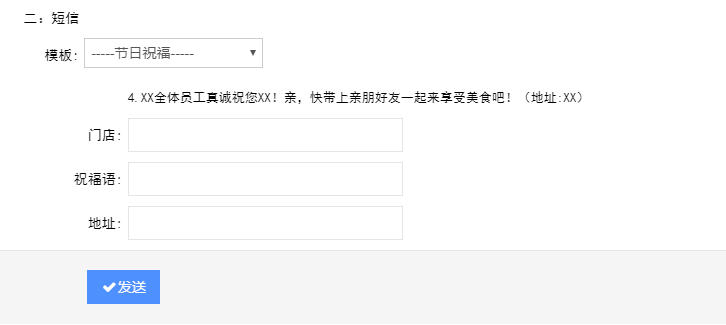 二：短信
模板：-----节日祝福-----
4.XX全体员工真诚祝您XX！亲，快带上亲朋好友一起来享受美食吧！（地址:XX）
门店：
祝福语：
地址：
发送